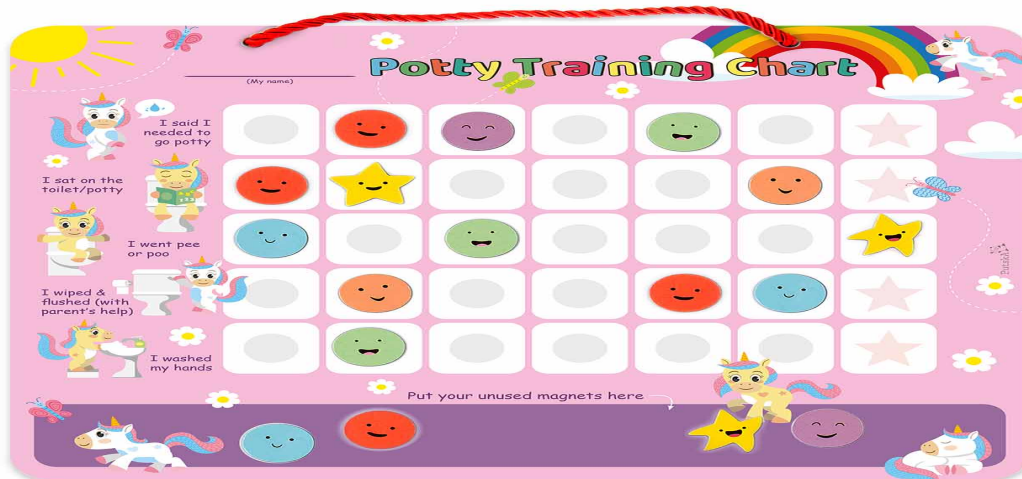 Potty Training Chart
(My name)
I said I
needed to
go potty
I sat on the
toilet/potty
I went pee
or poo
I wiped &
flushed (with
parent's help)
I washed
my hands
Put your unused magnets here